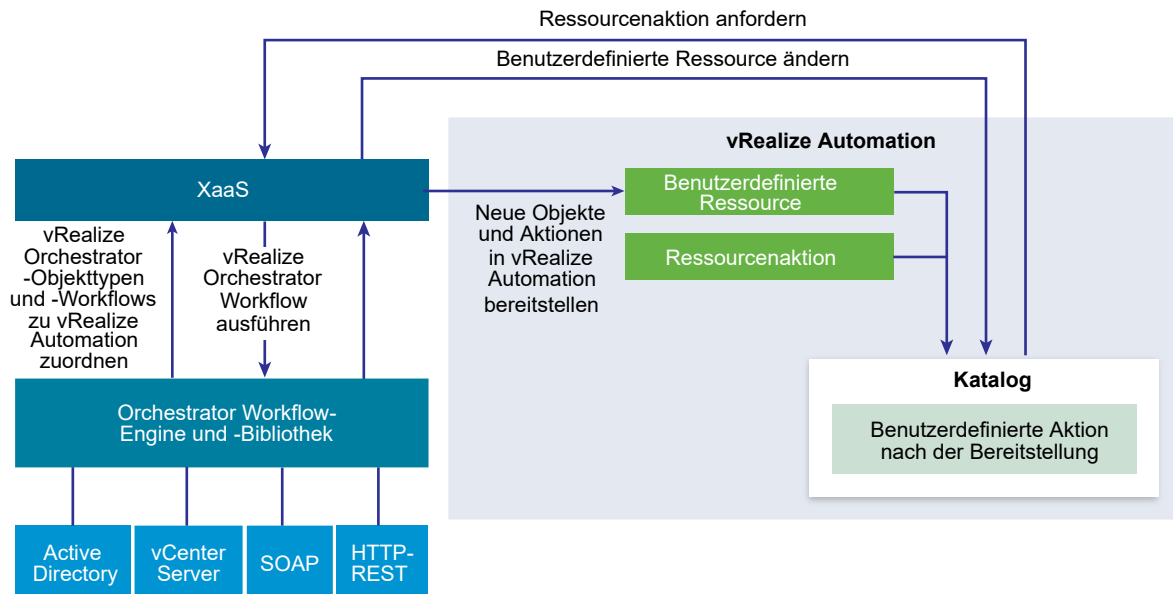 Ressourcenaktion anfordern
Benutzerdefinierte Ressource ändern
vRealize Automation
XaaS
Benutzerdefinierte
Ressource
Ressourcenaktion
Neue Objekte
und Aktionen
in vRealize
Automation
bereitstellen
vRealize
Orchestrator
-Objekttypen
und -Workflows
zu vRealize
Automation
zuordnen
vRealize
Orchestrator
Workflow
ausführen
Katalog
Benutzerdefinierte Aktion
nach der Bereitstellung
Orchestrator Workflow-
Engine und -Bibliothek
Active
Directory
vCenter
Server
SOAP
HTTP-
REST